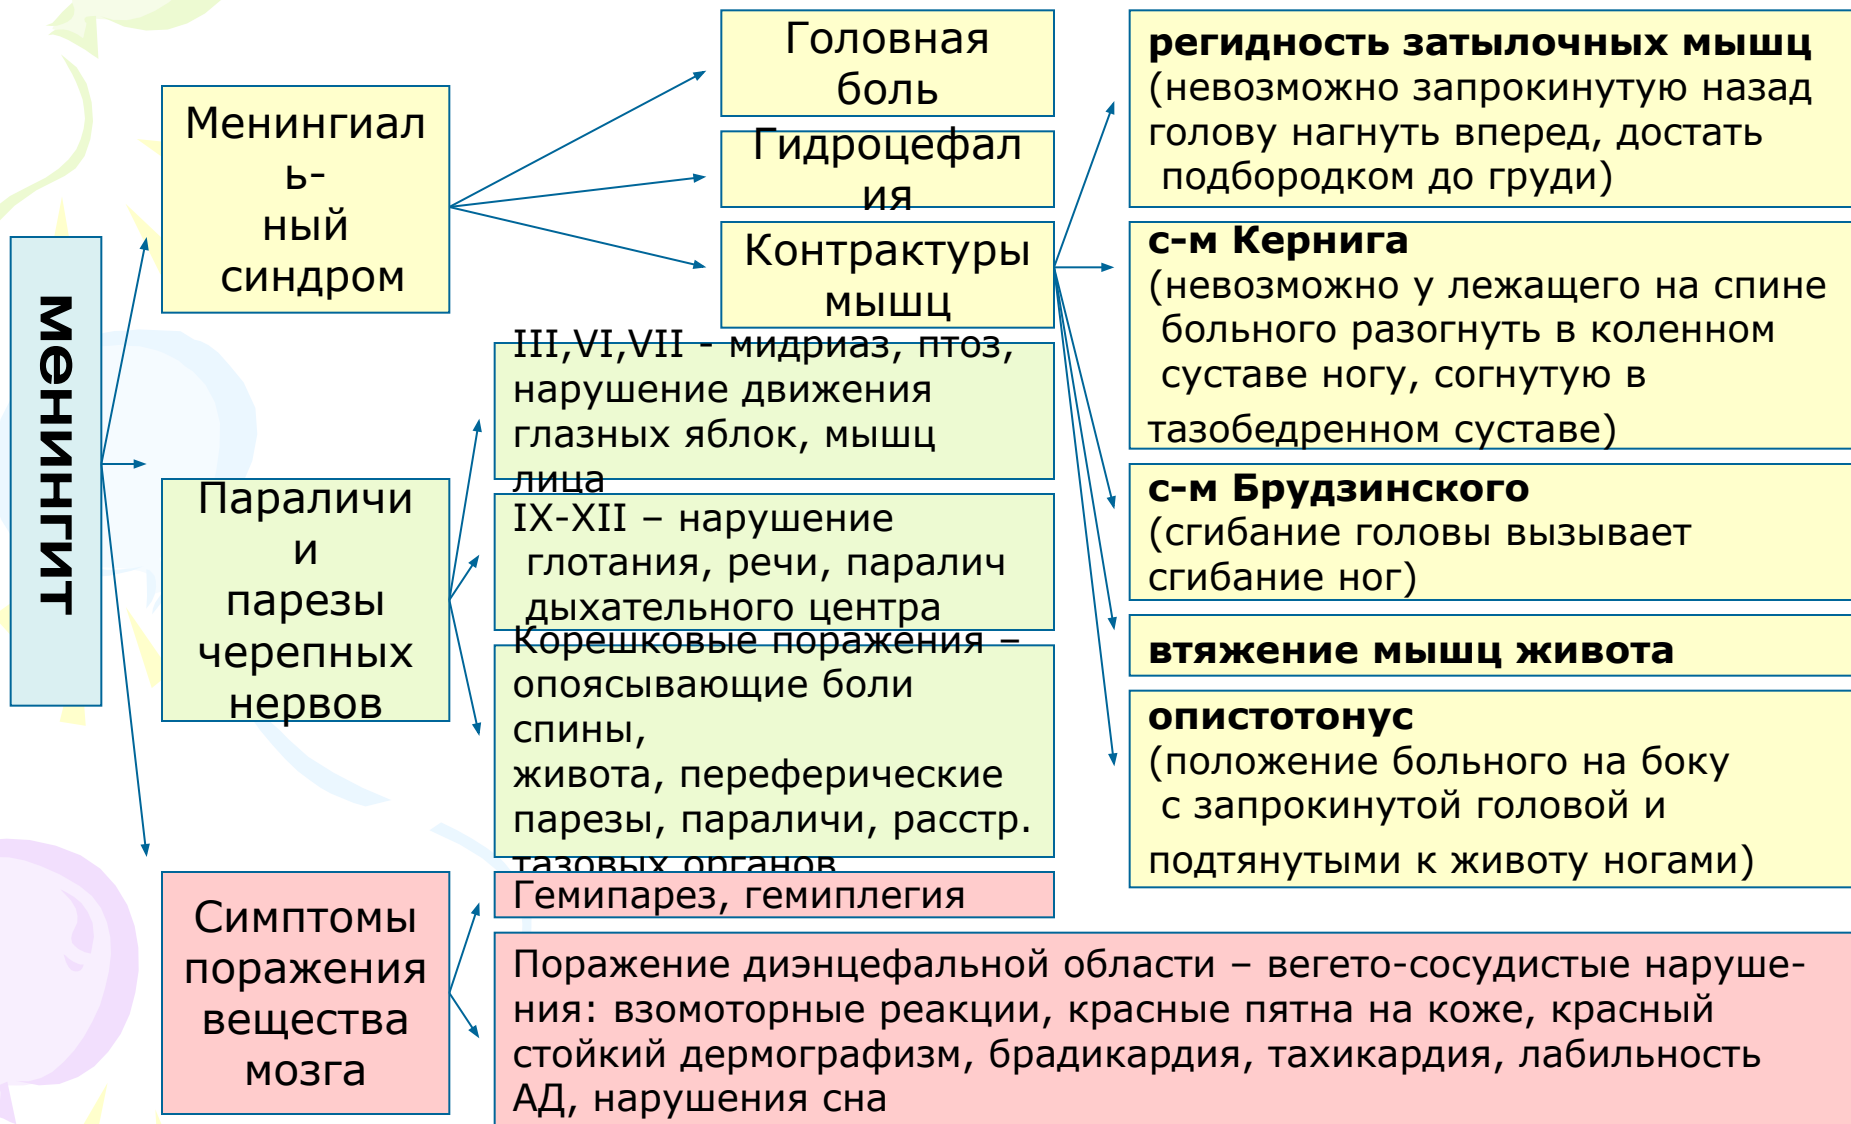 менингит
Менингиал
ь-
ный
синдром
Параличи
и
парезы
черепных
нервов
Симптомы
поражения
вещества
мозга
Головная
боль
Гидроцефал
ия
Контрактуры
мышц
III,VI,VII - мидриаз, птоз,
нарушение движения
глазных яблок, мышц
лица
IX-XII – нарушение
глотания, речи, паралич
дыхательного центра
Корешковые поражения –
опоясывающие боли
спины,
живота, переферические
парезы, параличи, расстр.
тазовых органов
Гемипарез, гемиплегия
Поражение диэнцефальной области – вегето-сосудистые наруше-
ния: взомоторные реакции, красные пятна на коже, красный
стойкий дермографизм, брадикардия, тахикардия, лабильность
АД, нарушения сна
регидность затылочных мышц
(невозможно запрокинутую назад
голову нагнуть вперед, достать
подбородком до груди)
с-м Кернига
(невозможно у лежащего на спине
больного разогнуть в коленном
суставе ногу, согнутую в
тазобедренном суставе)
с-м Брудзинского
(сгибание головы вызывает
сгибание ног)
втяжение мышц живота
опистотонус
(положение больного на боку
с запрокинутой головой и
подтянутыми к животу ногами)